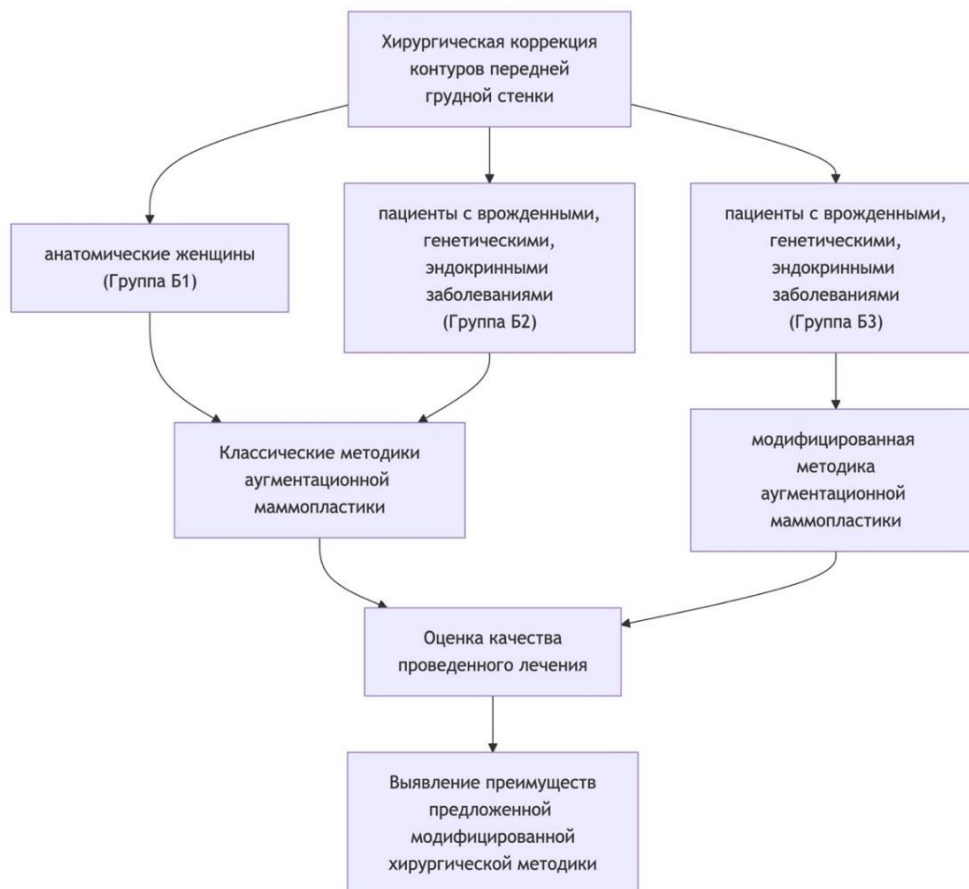 Хирургическая коррекция
контуров передней
грудной стенки
анатомические женщины
(Группа Б1)
пациенты с врожденными,
генетическими,
эндокринными
заболеваниями
(Группа Б2)
пациенты с врожденными,
генетическими,
эндокринными
заболеваниями
(Группа Б3)
Классические методики
аугментационной
маммопластики
модифицированная
методика
аугментационной
маммопластики
Оценка качества
проведенного лечения
Выявление преимуществ
предложенной
модифицированной
хирургической методики